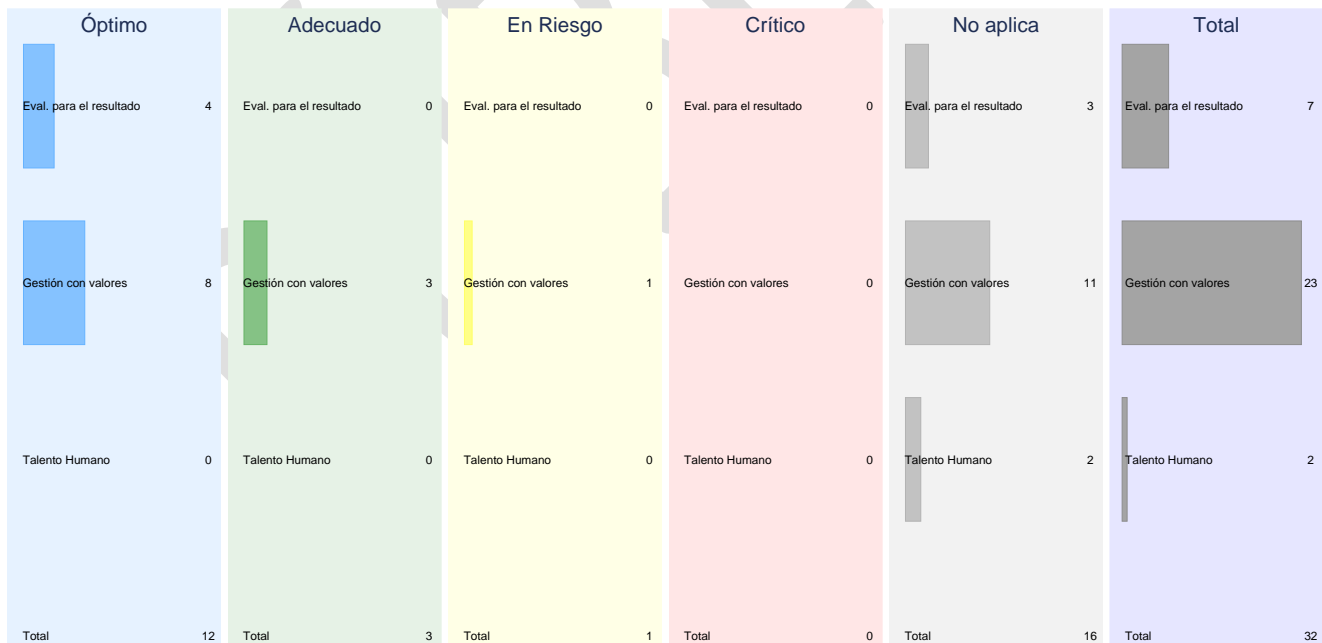 Óptimo Adecuado En Riesgo Crítico No aplica Total
Eval. para el resultado 4 Eval. para el resultado 0 Eval. para el resultado 0 Eval. para el resultado 0 Eval. para el resultado 3 Eval. para el resultado 7
Gestión con valores 8 Gestión con valores 3 Gestión con valores 1 Gestión con valores 0 Gestión con valores 11 Gestión con valores 23
Talento Humano 0 Talento Humano 0 Talento Humano 0 Talento Humano 0 Talento Humano 2 Talento Humano 2
Total 12 Total 3 Total 1 Total 0 Total 16 Total 32